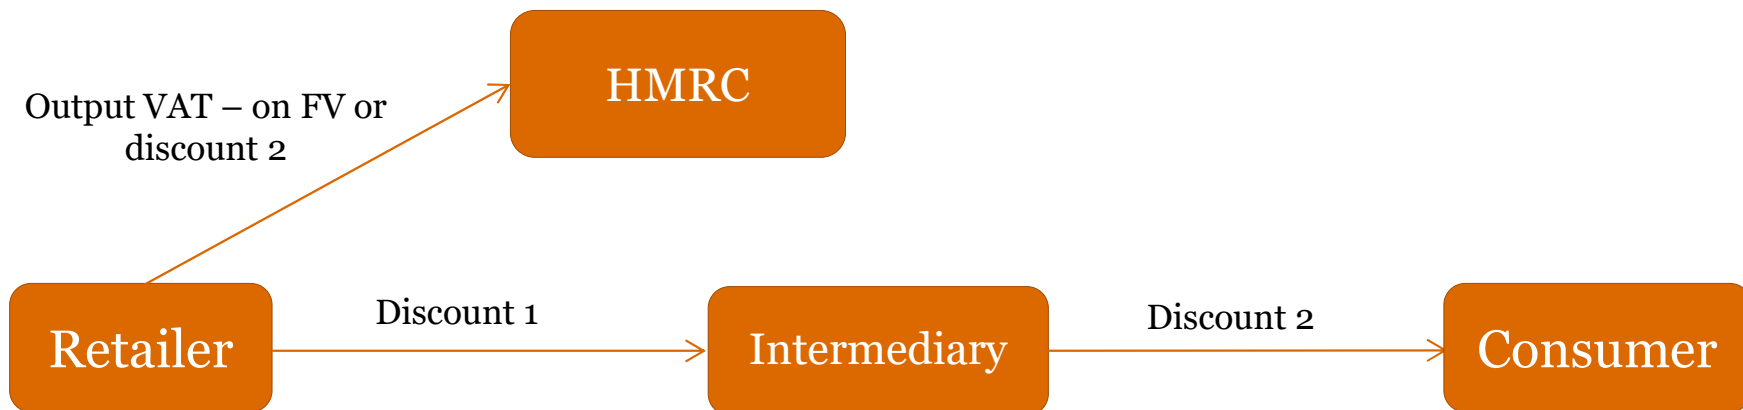 HMRC
Output VAT – on FV or
discount 2
Retailer
Discount 1
Intermediary
Discount 2
Consumer